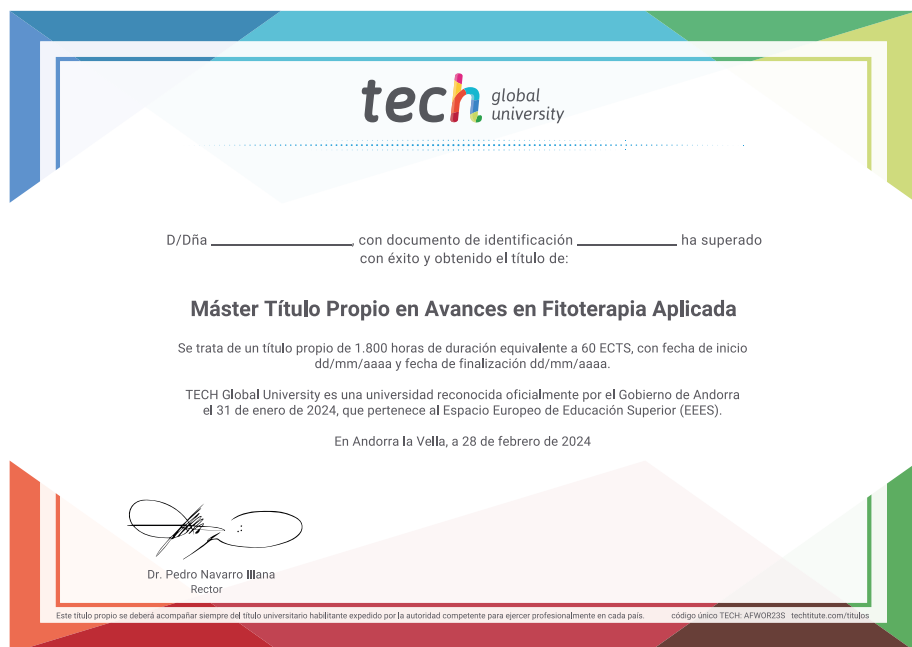 tech global university
D/Dña ____________________, con documento de identificación ______________ ha superado
con éxito y obtenido el título de:
Máster Título Propio en Avances en Fitoterapia Aplicada
Se trata de un título propio de 1.800 horas de duración equivalente a 60 ECTS, con fecha de inicio
dd/mm/aaaa y fecha de finalización dd/mm/aaaa.
TECH Global University es una universidad reconocida oficialmente por el Gobierno de Andorra
el 31 de enero de 2024, que pertenece al Espacio Europeo de Educación Superior (EEES).
En Andorra la Vella, a 28 de febrero de 2024
Dr. Pedro Navarro Illana
Rector
Este título propio se deberá acompañar siempre del título universitario habilitante expedido por la autoridad competente para ejercer profesionalmente en cada país. código único TECH: AFWOR23S techtitute.com/titulos